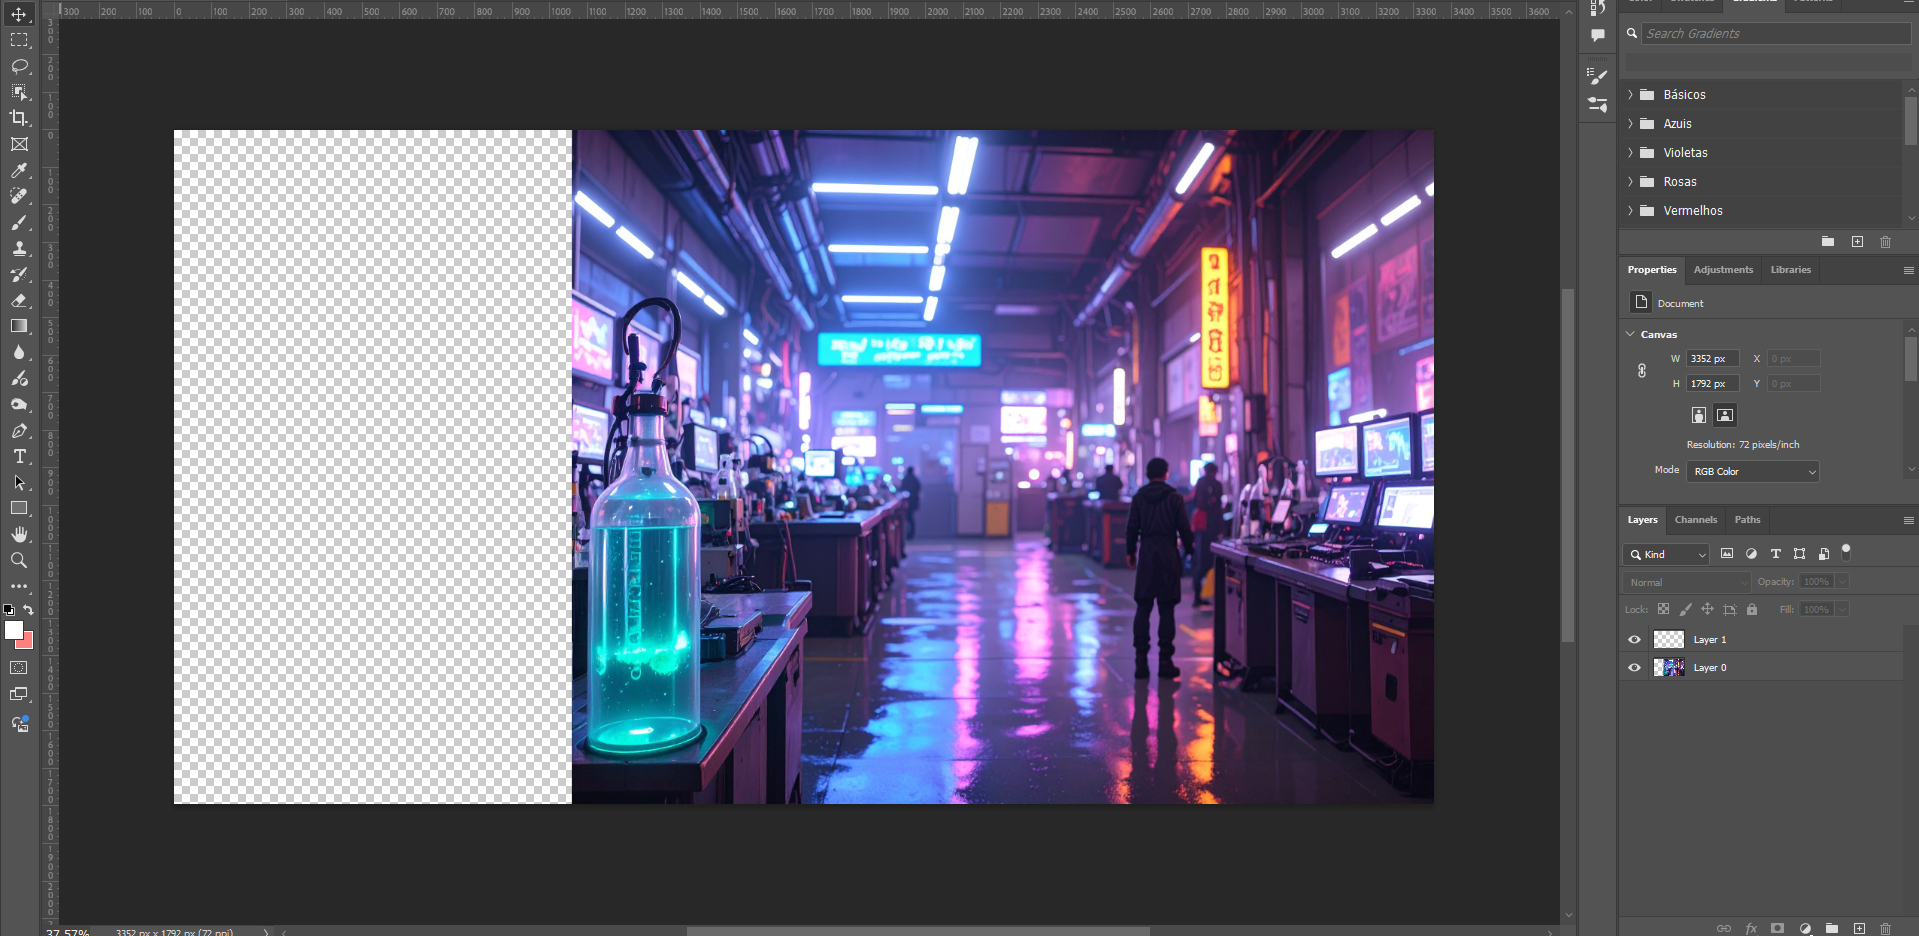 300 200 100 0 100 200 300 400 500 600 700 800 900 1000 1100 1200 1300 1400 1500 1600 1700 1800 1900 2000 2100 2200 2300 2400 2500 2600 2700 2800 2900 3000 3100 3200 3300 3400 3500 3600
Search Gradients
Básicos
Azuis
Violetas
Rosas
Vermelhos
Properties Adjustments Libraries
Document
Canvas
W 3352 px X 0 px
H 1792 px Y 0 px
Resolution: 72 pixels/inch
Mode RGB Color
Layers Channels Paths
Kind
Normal Opacity: 100%
Lock: Fill: 100%
Layer 1
Layer 0
37.57% 3352 px x 1792 px (72 ppi)